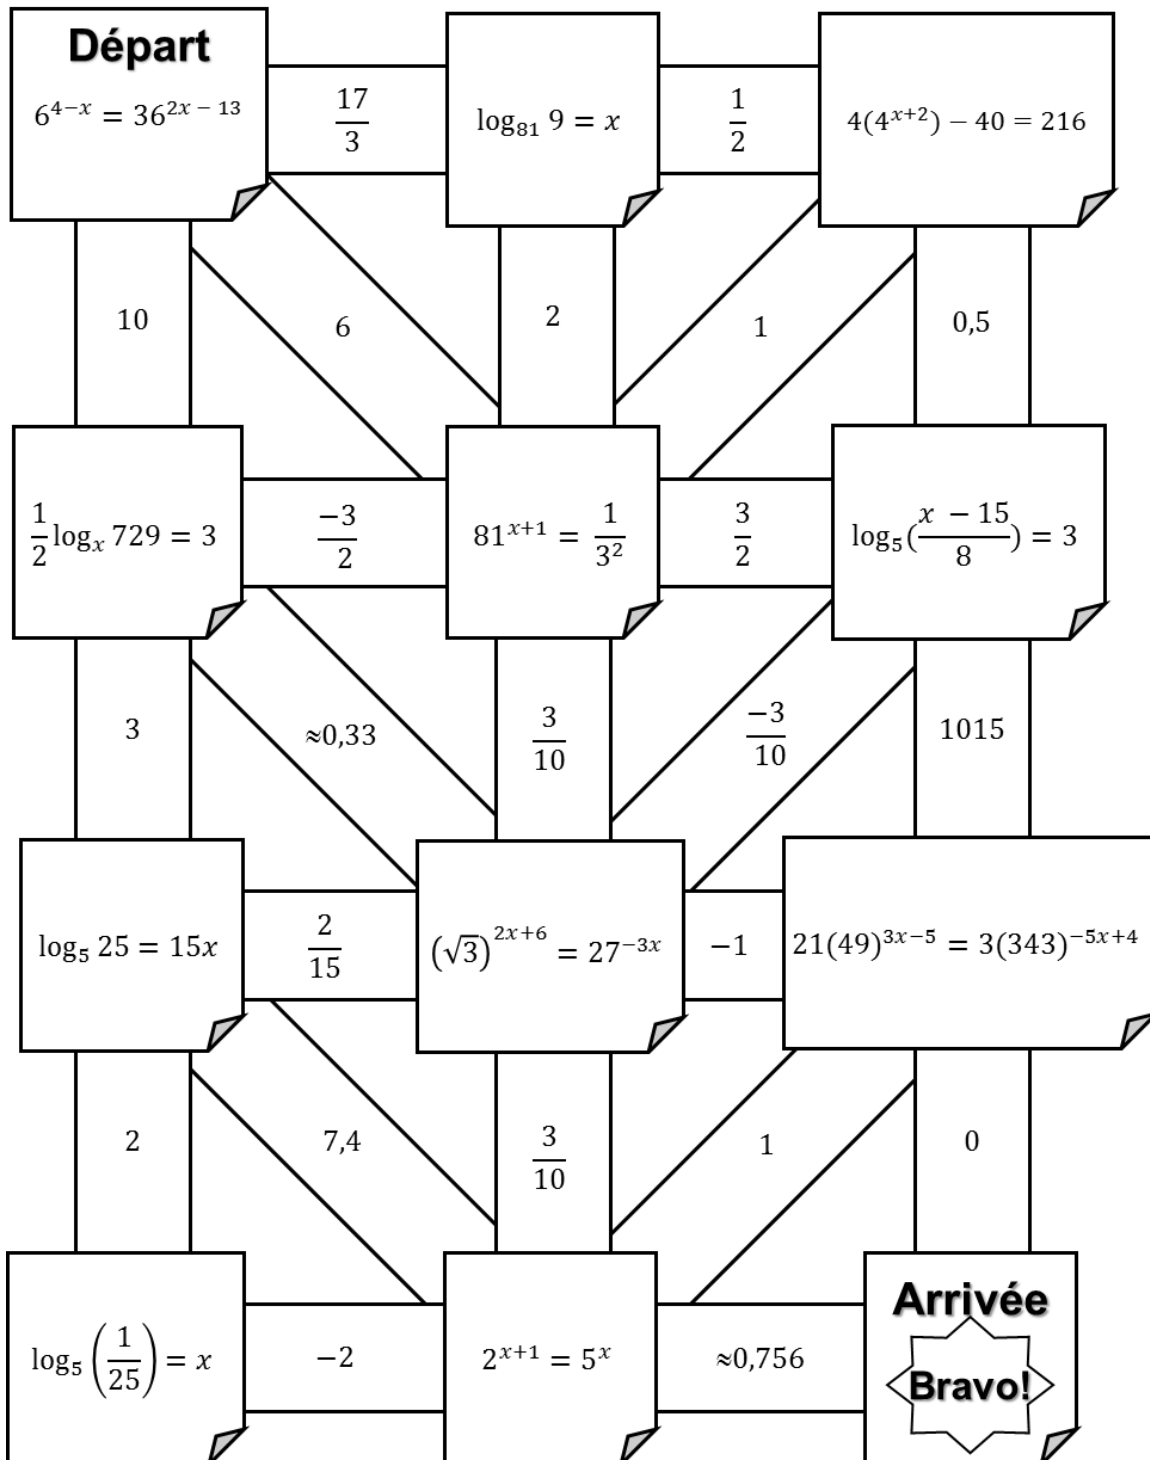 Départ
6^{4−x} = 36^{2x − 13}
17/3
log₈₁ 9 = x
1/2
4(4^{x+2}) − 40 = 216
10
6
2
1
0,5
1/2 logₓ 729 = 3
−3/2
81^{x+1} = 1/3²
3/2
log₅((x − 15)/8) = 3
3
≈0,33
3/10
−3/10
1015
log₅ 25 = 15x
2/15
(√3)^{2x+6} = 27^{−3x}
−1
21(49)^{3x−5} = 3(343)^{−5x+4}
2
7,4
3/10
1
0
log₅(1/25) = x
−2
2^{x+1} = 5^x
≈0,756
Arrivée
Bravo!